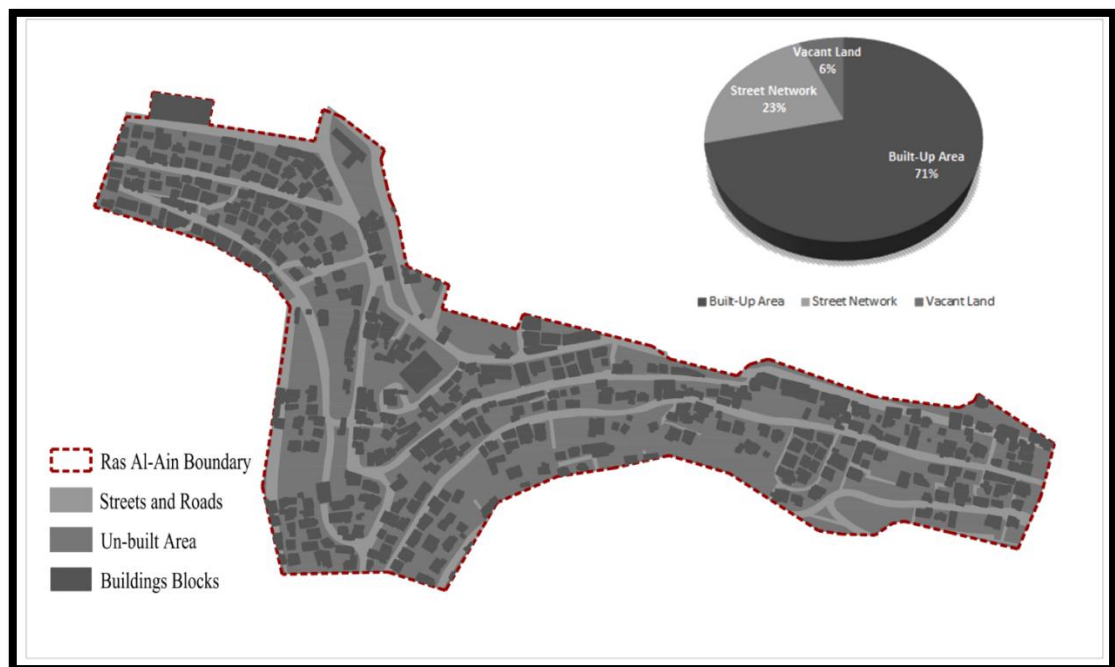 Vacant Land
6%
Street Network
23%
Built-Up Area
71%
Built-Up Area Street Network Vacant Land
Ras Al-Ain Boundary
Streets and Roads
Un-built Area
Buildings Blocks